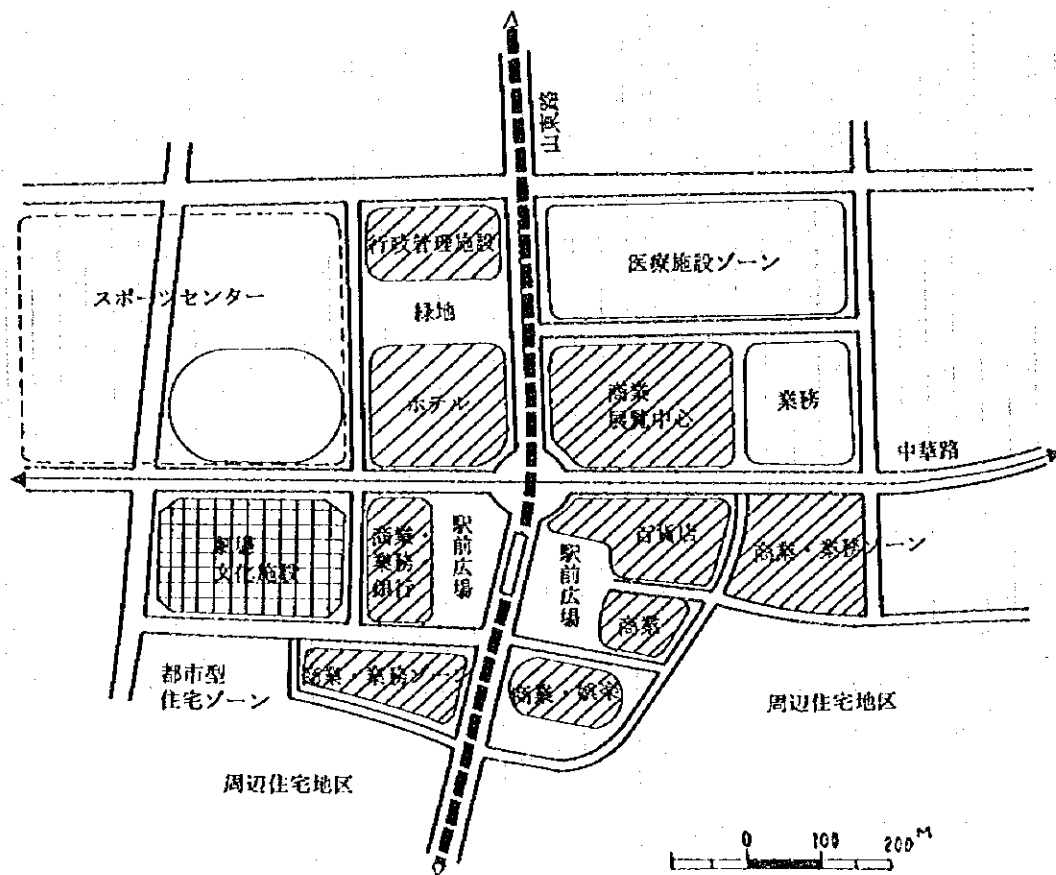 山東路
行政管理施設
医療施設ゾーン
スポーツセンター
緑地
ホテル
商業
展覧中心
業務
中華路
劇場
文化施設
商業・
業務
銀行
駅前広場
駅前広場
百貨店
商業・業務ゾーン
商業
都市型
住宅ゾーン
商業・業務ゾーン
商業・娯楽
周辺住宅地区
周辺住宅地区
0 100 200M